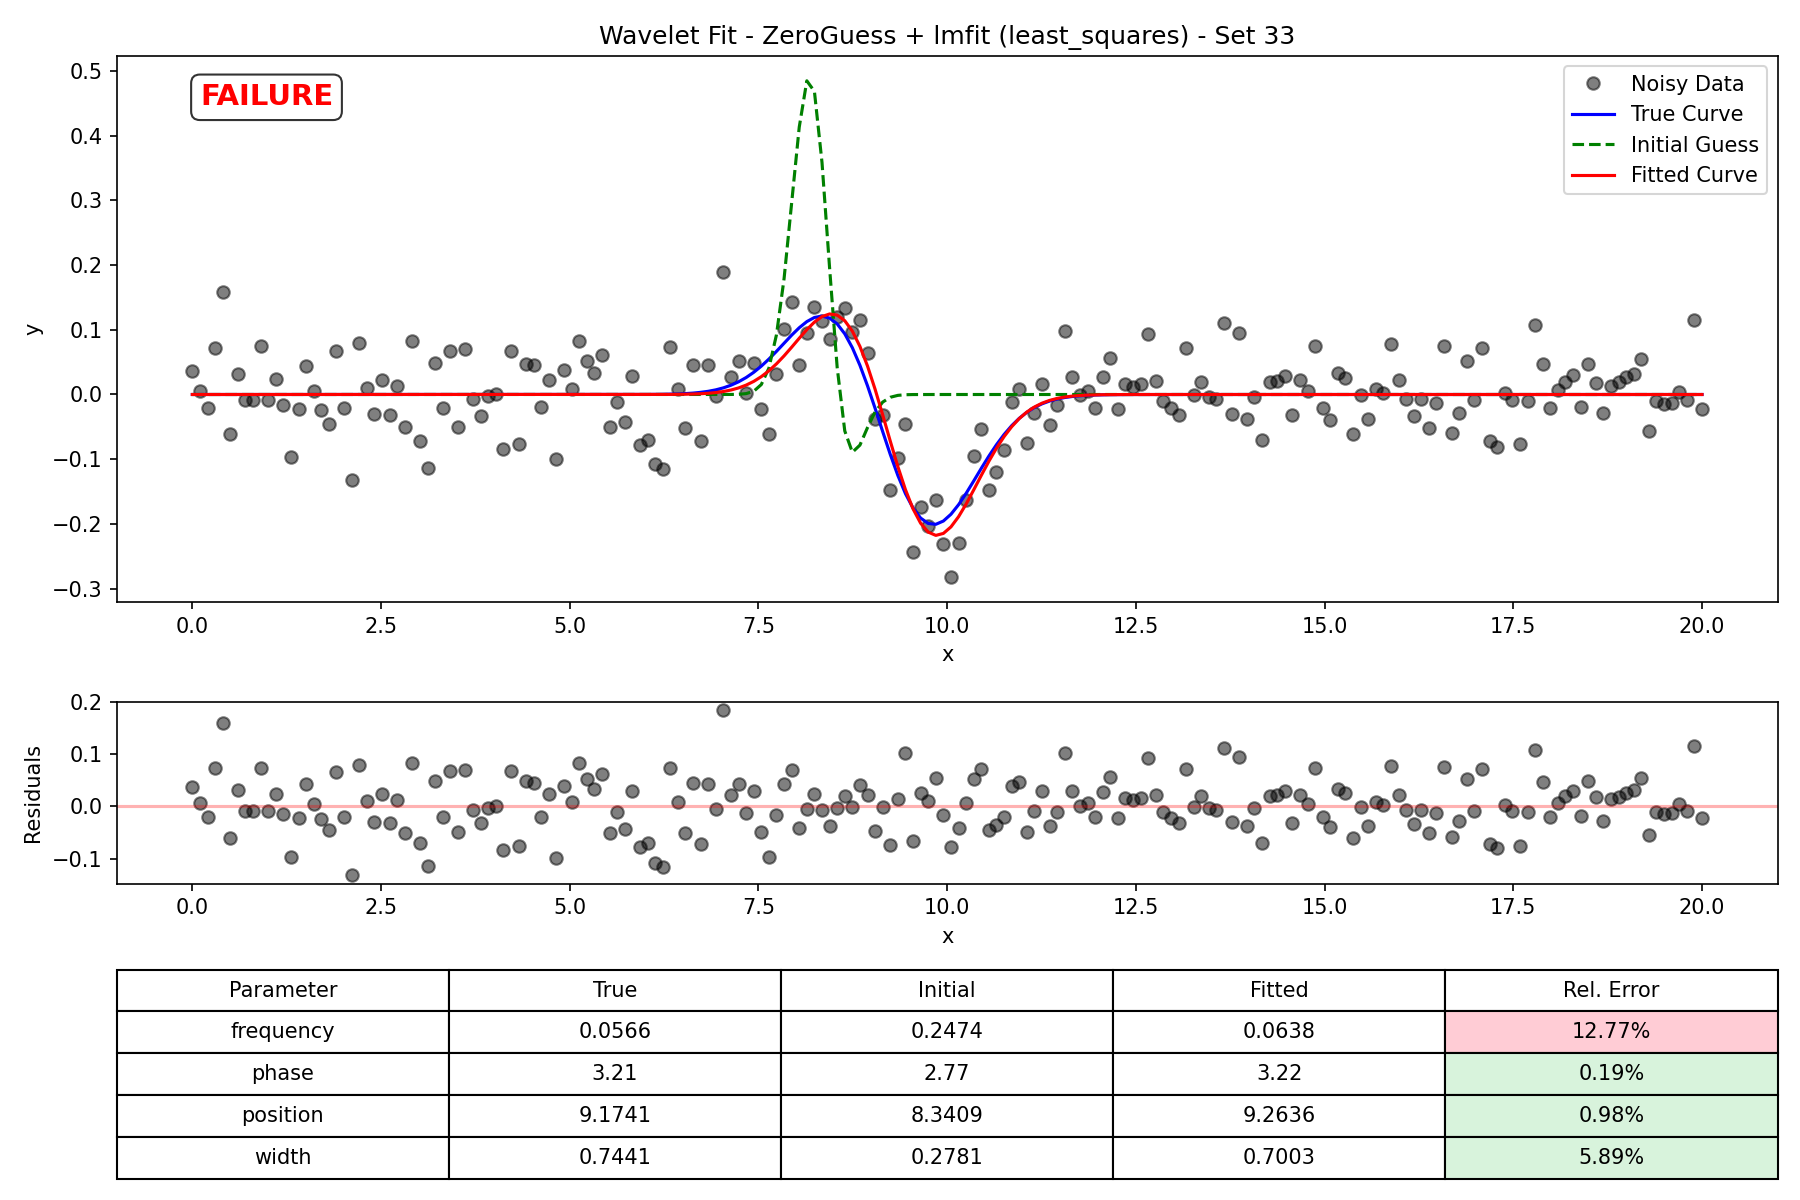 Wavelet Fit - ZeroGuess + lmfit (least_squares) - Set 33
FAILURE
Noisy Data
True Curve
Initial Guess
Fitted Curve
0.5
0.4
0.3
0.2
0.1
0.0
−0.1
−0.2
−0.3
y
0.0 2.5 5.0 7.5 10.0 12.5 15.0 17.5 20.0
x
0.2
0.1
0.0
−0.1
Residuals
0.0 2.5 5.0 7.5 10.0 12.5 15.0 17.5 20.0
x
Parameter True Initial Fitted Rel. Error
frequency 0.0566 0.2474 0.0638 12.77%
phase 3.21 2.77 3.22 0.19%
position 9.1741 8.3409 9.2636 0.98%
width 0.7441 0.2781 0.7003 5.89%